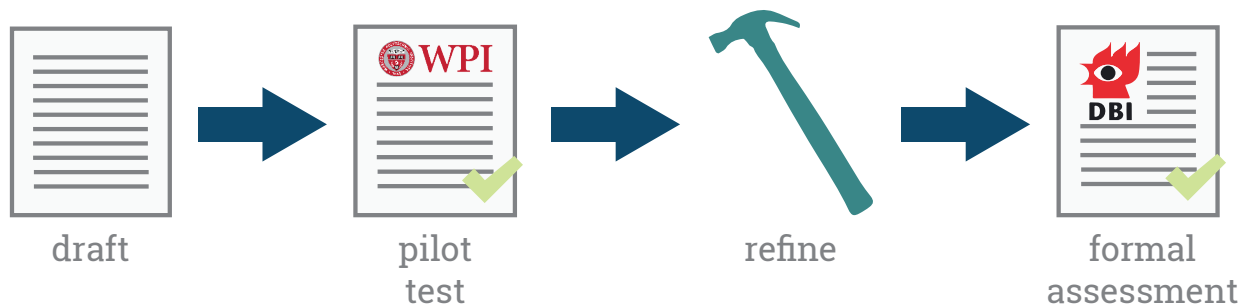 WPI
DBI
draft
pilot
test
refine
formal
assessment